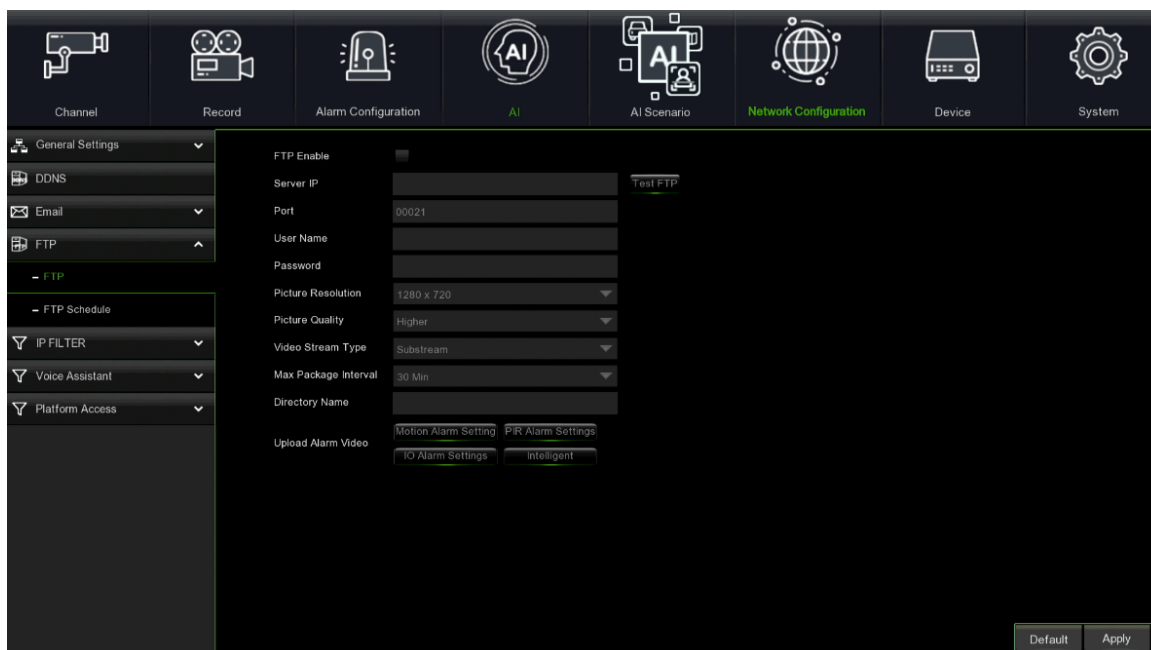 Channel Record Alarm Configuration AI AI Scenario Network Configuration Device System
General Settings
DDNS
Email
FTP
– FTP
– FTP Schedule
IP FILTER
Voice Assistant
Platform Access
FTP Enable
Server IP Test FTP
Port 00021
User Name
Password
Picture Resolution 1280 x 720
Picture Quality Higher
Video Stream Type Substream
Max Package Interval 30 Min
Directory Name
Upload Alarm Video
Motion Alarm Setting PIR Alarm Settings
IO Alarm Settings Intelligent
Default Apply